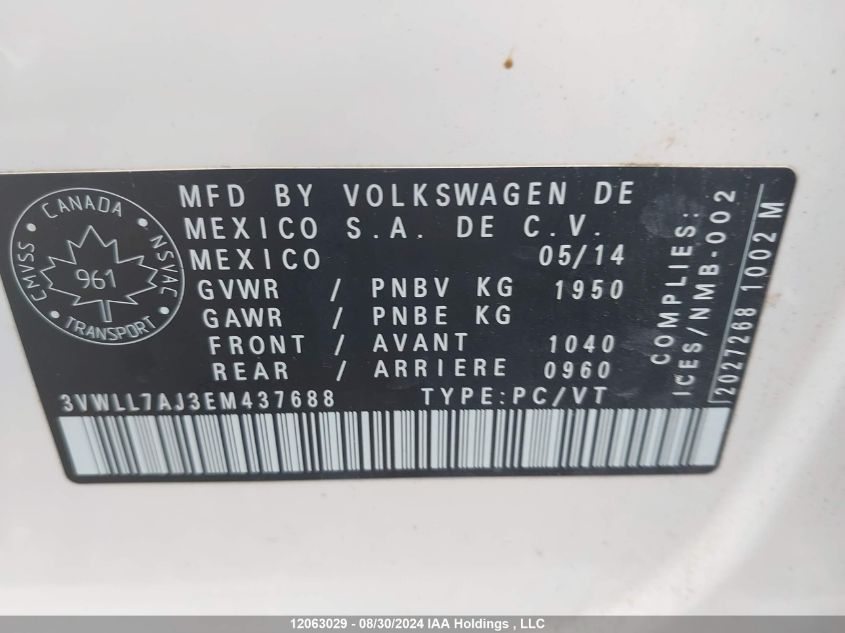 CANADA
CMVSS NSVAC
961
TRANSPORT
MFD BY VOLKSWAGEN DE
MEXICO S.A. DE C.V.
MEXICO 05/14
GVWR / PNBV KG 1950
GAWR / PNBE KG
FRONT / AVANT 1040
REAR / ARRIERE 0960
3VWLL7AJ3EM437688 TYPE:PC/VT
COMPLIES:
ICES/NMB-002
2027268 1002M
12063029 - 08/30/2024 IAA Holdings , LLC